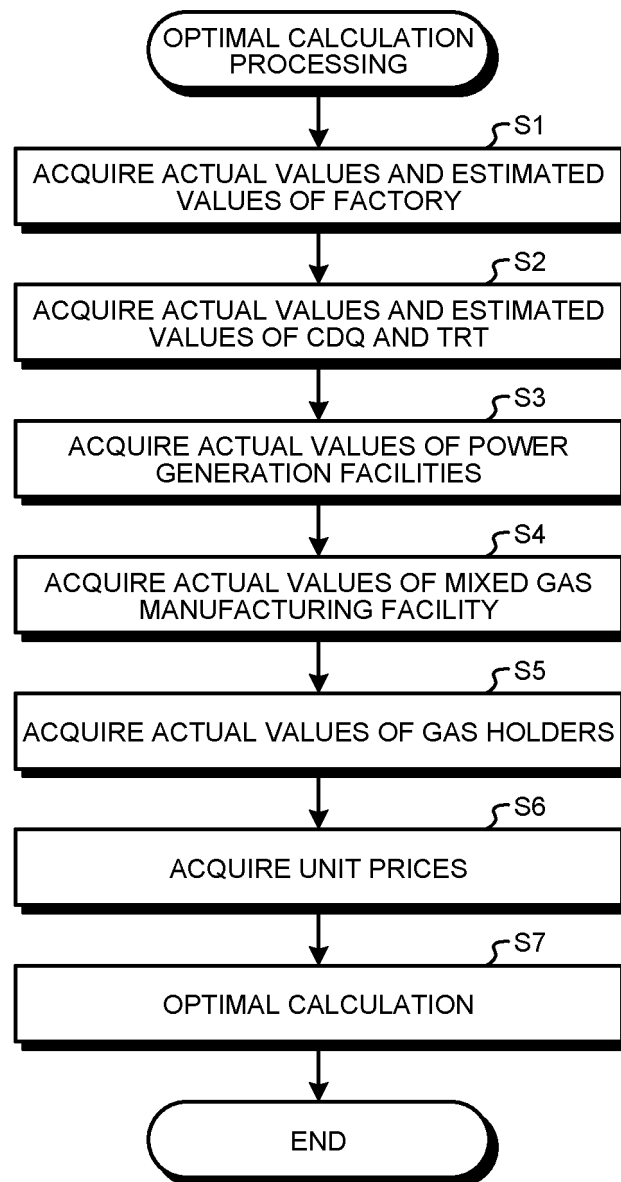 OPTIMAL CALCULATION
PROCESSING
S1
ACQUIRE ACTUAL VALUES AND ESTIMATED
VALUES OF FACTORY
S2
ACQUIRE ACTUAL VALUES AND ESTIMATED
VALUES OF CDQ AND TRT
S3
ACQUIRE ACTUAL VALUES OF POWER
GENERATION FACILITIES
S4
ACQUIRE ACTUAL VALUES OF MIXED GAS
MANUFACTURING FACILITY
S5
ACQUIRE ACTUAL VALUES OF GAS HOLDERS
S6
ACQUIRE UNIT PRICES
S7
OPTIMAL CALCULATION
END